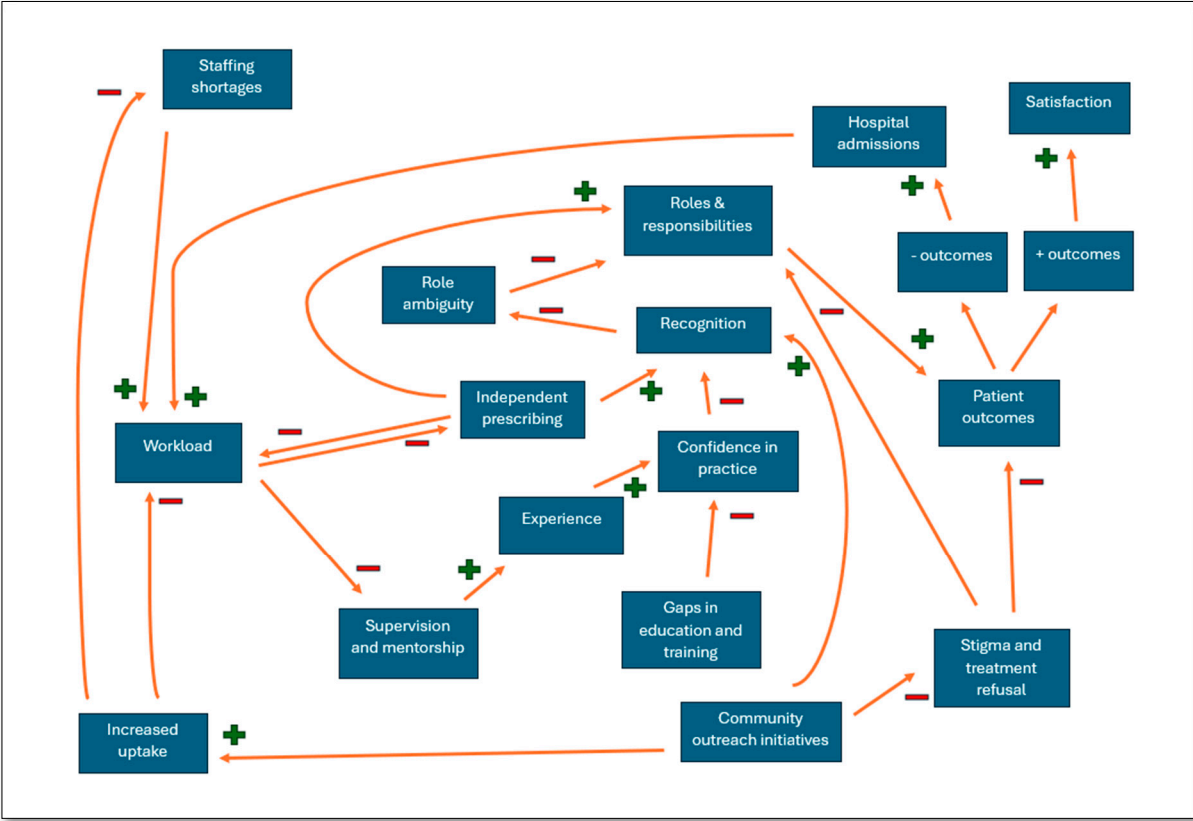 Staffing
shortages
Satisfaction
Hospital
admissions
Roles &
responsibilities
- outcomes
+ outcomes
Role
ambiguity
Recognition
Independent
prescribing
Patient
outcomes
Workload
Confidence in
practice
Experience
Supervision
and mentorship
Gaps in
education and
training
Stigma and
treatment
refusal
Increased
uptake
Community
outreach initiatives